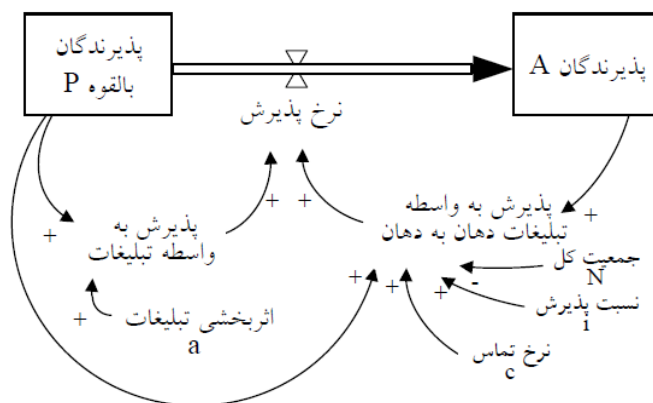 پذیرندگان
بالقوه P
پذیرندگان A
نرخ پذیرش
پذیرش به
واسطه تبلیغات
پذیرش به واسطه
تبلیغات دهان به دهان
جمعیت کل
N
نسبت پذیرش
i
نرخ تماس
c
اثربخشی تبلیغات
a
+
+
+
+
+
+
+
+
-